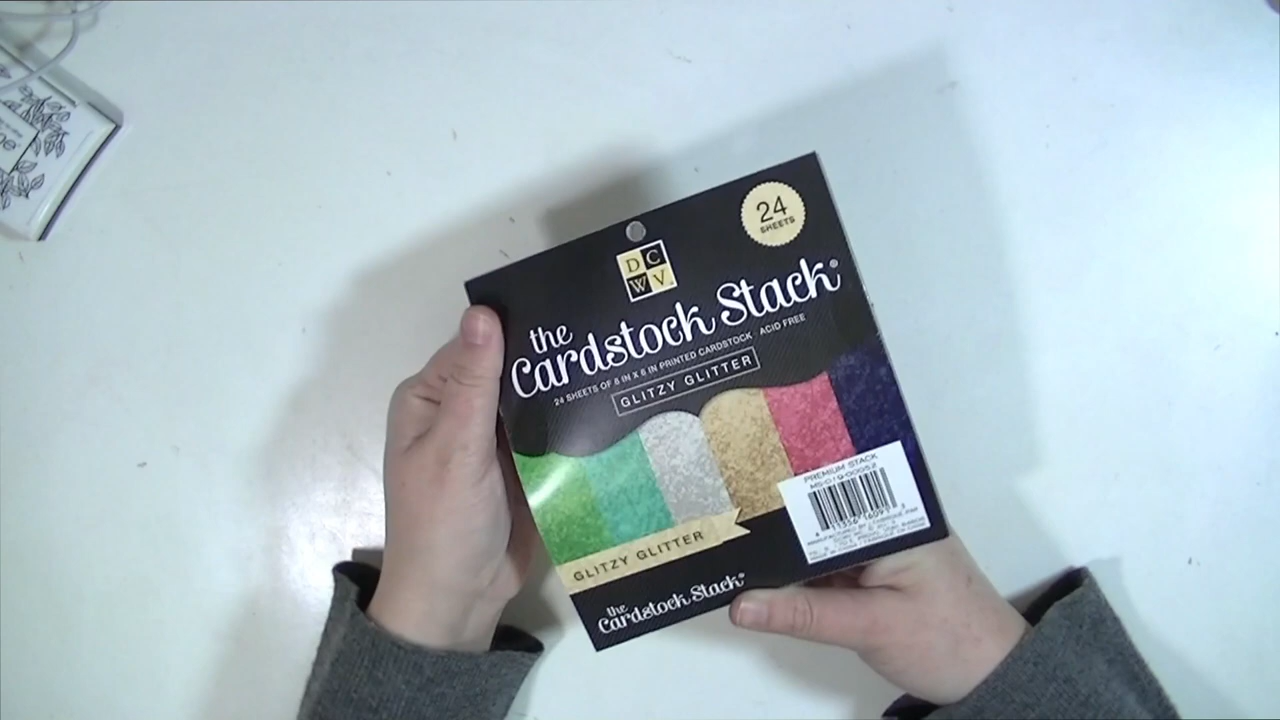 24
SHEETS
DC
WV
the
Cardstock Stack®
24 SHEETS OF 6 IN X 6 IN PRINTED CARDSTOCK ACID FREE
GLITZY GLITTER
PREMIUM STACK
GLITZY GLITTER
the
Cardstock Stack®